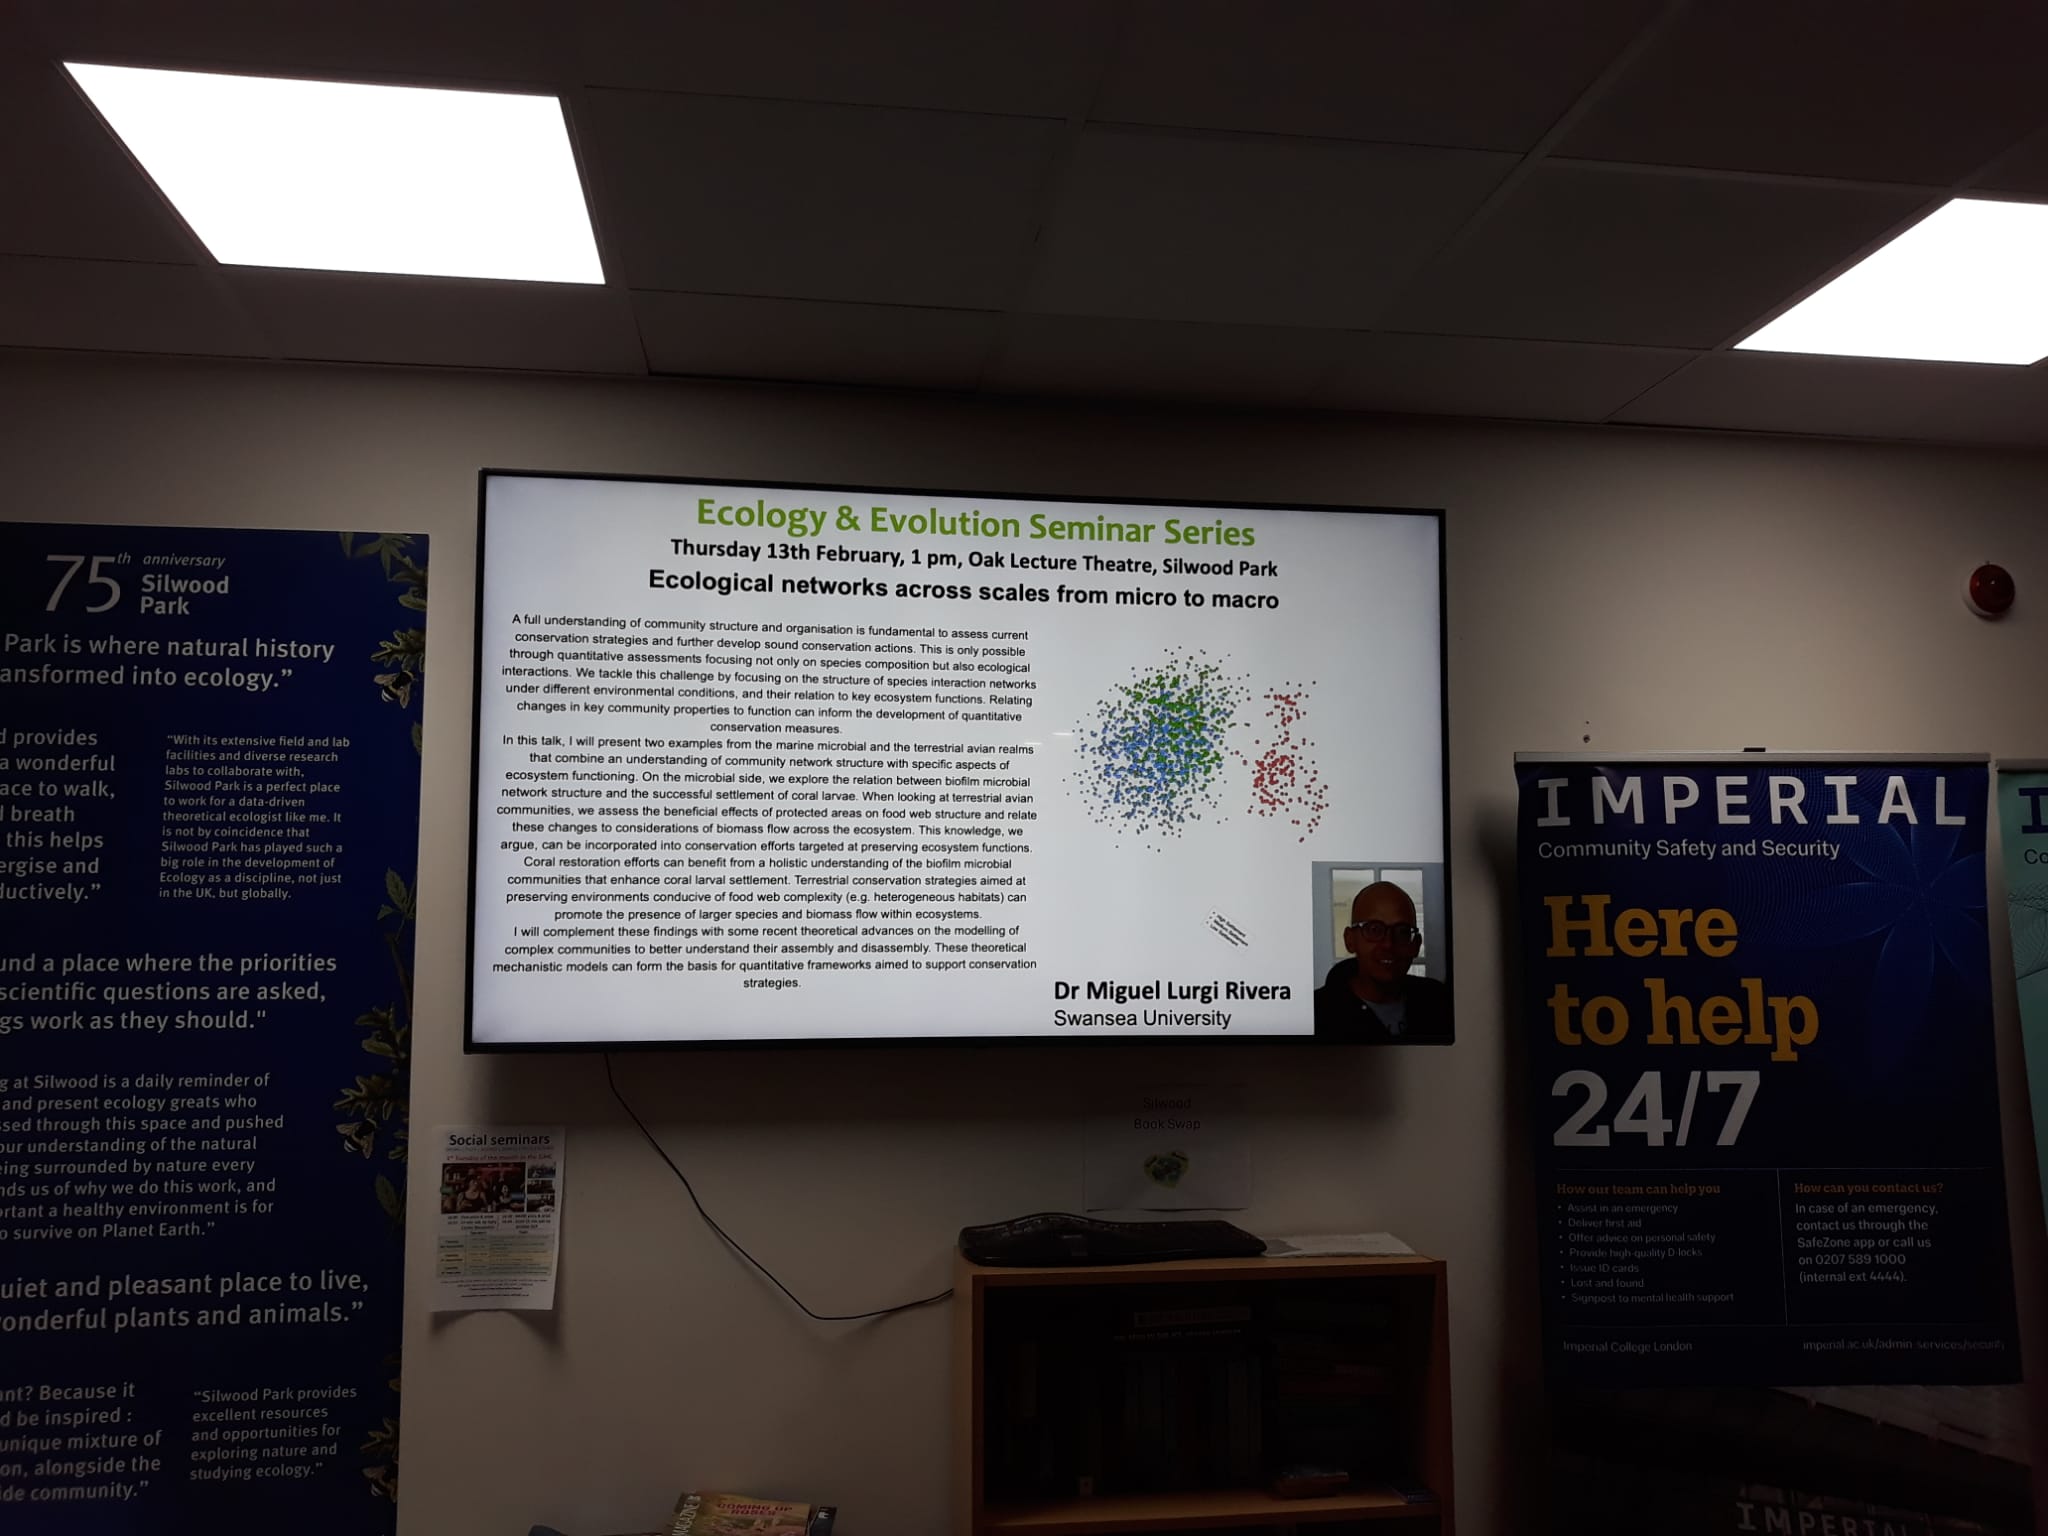 75th anniversary
Silwood
Park
Park is where natural history
ansformed into ecology.”
d provides
a wonderful
ace to walk,
d breath
this helps
ergise and
ductively.”
“With its extensive field and lab
facilities and diverse research
labs to collaborate with,
Silwood Park is a perfect place
to work for a data-driven
theoretical ecologist like me. It
is not by coincidence that
Silwood Park has played such a
big role in the development of
Ecology as a discipline, not just
in the UK, but globally.
und a place where the priorities
scientific questions are asked,
gs work as they should."
g at Silwood is a daily reminder of
and present ecology greats who
ssed through this space and pushed
our understanding of the natural
eing surrounded by nature every
nds us of why we do this work, and
ortant a healthy environment is for
o survive on Planet Earth.”
uiet and pleasant place to live,
onderful plants and animals.”
ant? Because it
d be inspired :
unique mixture of
on, alongside the
ide community.”
“Silwood Park provides
excellent resources
and opportunities for
exploring nature and
studying ecology.”
Ecology & Evolution Seminar Series
Thursday 13th February, 1 pm, Oak Lecture Theatre, Silwood Park
Ecological networks across scales from micro to macro
A full understanding of community structure and organisation is fundamental to assess current
conservation strategies and further develop sound conservation actions. This is only possible
through quantitative assessments focusing not only on species composition but also ecological
interactions. We tackle this challenge by focusing on the structure of species interaction networks
under different environmental conditions, and their relation to key ecosystem functions. Relating
changes in key community properties to function can inform the development of quantitative
conservation measures.
In this talk, I will present two examples from the marine microbial and the terrestrial avian realms
that combine an understanding of community network structure with specific aspects of
ecosystem functioning. On the microbial side, we explore the relation between biofilm microbial
network structure and the successful settlement of coral larvae. When looking at terrestrial avian
communities, we assess the beneficial effects of protected areas on food web structure and relate
these changes to considerations of biomass flow across the ecosystem. This knowledge, we
argue, can be incorporated into conservation efforts targeted at preserving ecosystem functions.
Coral restoration efforts can benefit from a holistic understanding of the biofilm microbial
communities that enhance coral larval settlement. Terrestrial conservation strategies aimed at
preserving environments conducive of food web complexity (e.g. heterogeneous habitats) can
promote the presence of larger species and biomass flow within ecosystems.
I will complement these findings with some recent theoretical advances on the modelling of
complex communities to better understand their assembly and disassembly. These theoretical
mechanistic models can form the basis for quantitative frameworks aimed to support conservation
strategies.
High Settlement
Medium Settlement
Low Settlement
Dr Miguel Lurgi Rivera
Swansea University
Social seminars
Silwood
Book Swap
MAGAZINE
COMING UP
ROSES
IMPERIAL
Community Safety and Security
Here
to help
24/7
How our team can help you
• Assist in an emergency
• Deliver first aid
• Offer advice on personal safety
• Provide high-quality D locks
• Issue ID cards
• Lost and found
• Signpost to mental health support
How can you contact us?
In case of an emergency,
contact us through the
SafeZone app or call us
on 0207 589 1000
(internal ext 4444).
Imperial College London
imperial.ac.uk/admin-services/security
I
Co
IMPERIAL